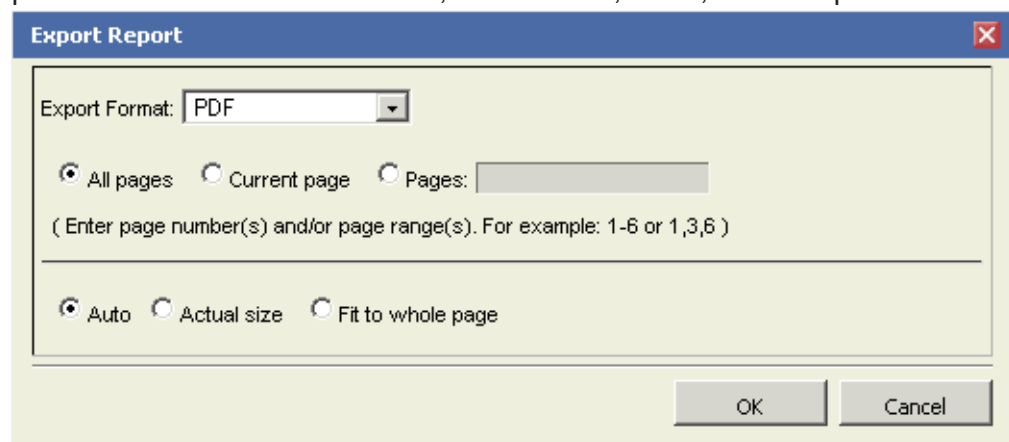 Export Report
Export Format: PDF
All pages Current page Pages:
( Enter page number(s) and/or page range(s). For example: 1-6 or 1,3,6 )
Auto Actual size Fit to whole page
OK Cancel